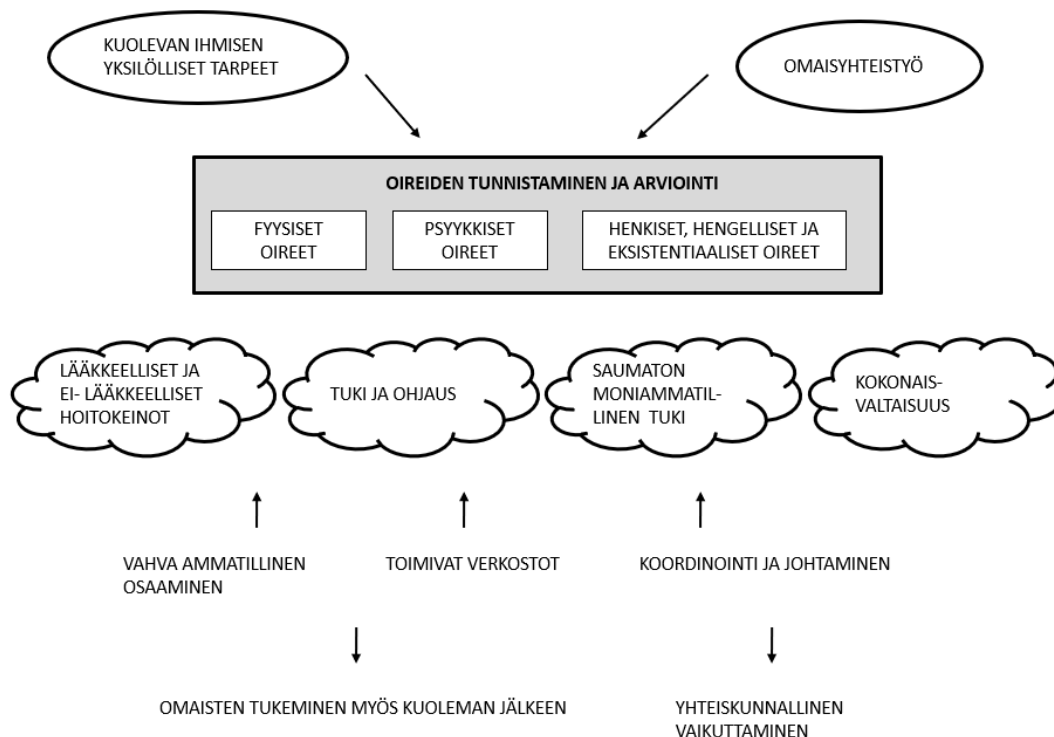 KUOLEVAN IHMISEN
YKSILÖLLISET TARPEET
OMAISYHTEISTYÖ
OIREIDEN TUNNISTAMINEN JA ARVIOINTI
FYYSISET
OIREET
PSYYKKISET
OIREET
HENKISET, HENGELLISET JA
EKSISTENTIAALISET OIREET
LÄÄKKEELLISET JA
EI- LÄÄKKEELLISET
HOITOKEINOT
TUKI JA OHJAUS
SAUMATON
MONIAMMATIL-
LINEN TUKI
KOKONAIS-
VALTAISUUS
VAHVA AMMATILLINEN
OSAAMINEN
TOIMIVAT VERKOSTOT
KOORDINOINTI JA JOHTAMINEN
OMAISTEN TUKEMINEN MYÖS KUOLEMAN JÄLKEEN
YHTEISKUNNALLINEN
VAIKUTTAMINEN